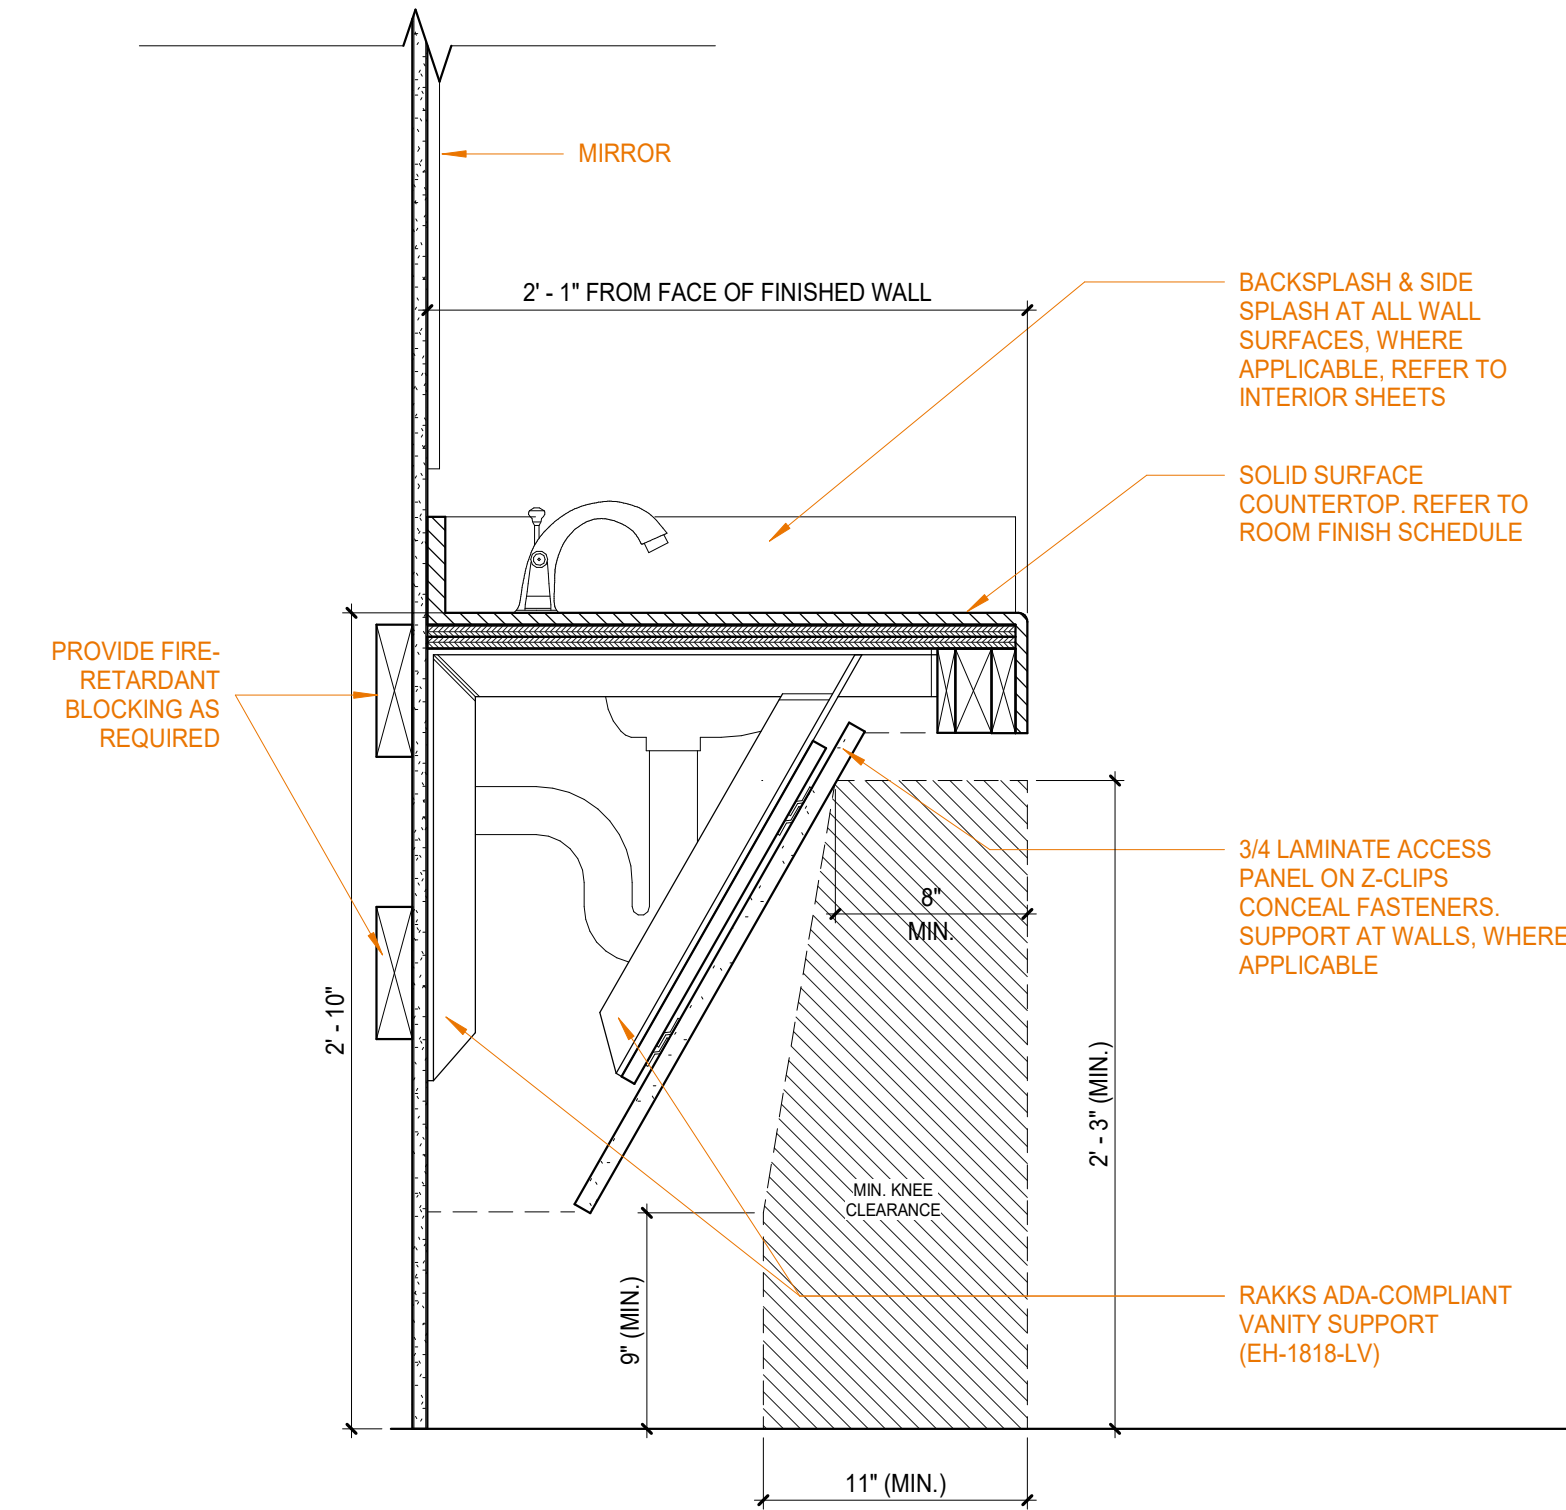 MIRROR
2' - 1" FROM FACE OF FINISHED WALL
BACKSPLASH & SIDE
SPLASH AT ALL WALL
SURFACES, WHERE
APPLICABLE, REFER TO
INTERIOR SHEETS
SOLID SURFACE
COUNTERTOP. REFER TO
ROOM FINISH SCHEDULE
PROVIDE FIRE-
RETARDANT
BLOCKING AS
REQUIRED
3/4 LAMINATE ACCESS
PANEL ON Z-CLIPS
CONCEAL FASTENERS.
SUPPORT AT WALLS, WHERE
APPLICABLE
8"
MIN.
2' - 10"
2' - 3" (MIN.)
MIN. KNEE
CLEARANCE
9" (MIN.)
RAKKS ADA-COMPLIANT
VANITY SUPPORT
(EH-1818-LV)
11" (MIN.)